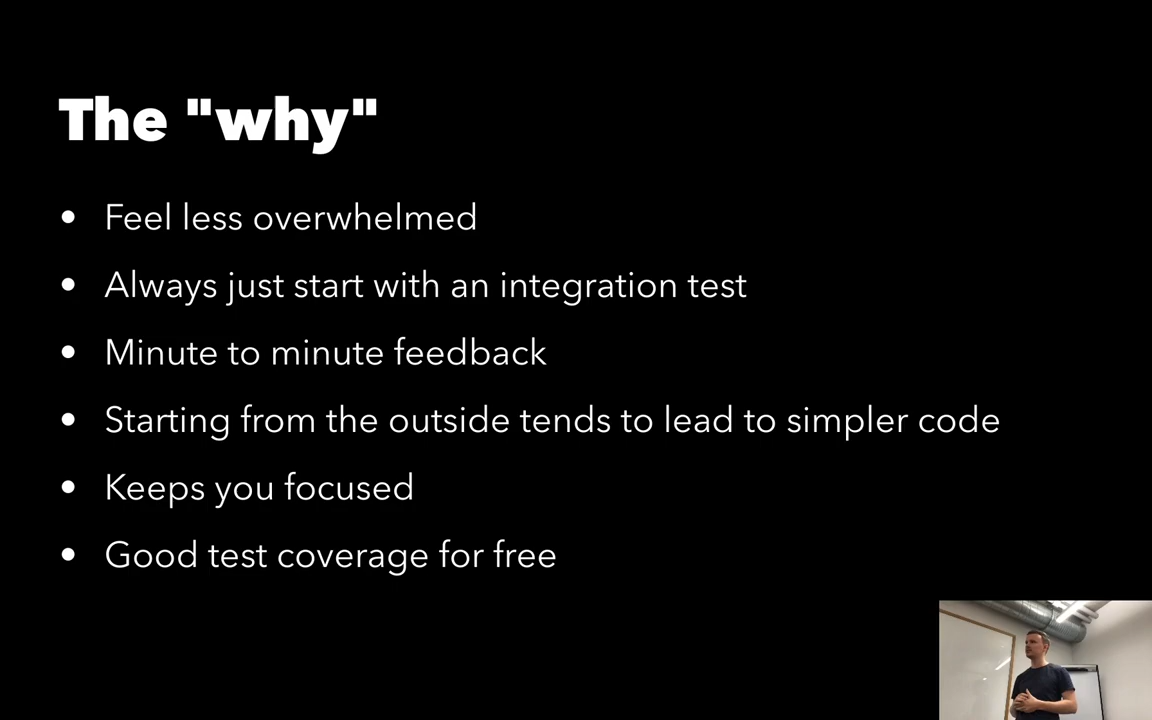 The "why"
• Feel less overwhelmed
• Always just start with an integration test
• Minute to minute feedback
• Starting from the outside tends to lead to simpler code
• Keeps you focused
• Good test coverage for free